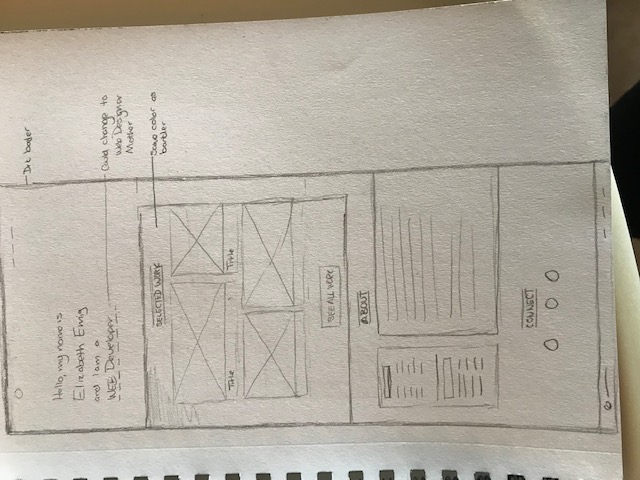 Drk border
Hello, my name is
Elizabeth Emig
and I am a
WEB Developer
Could change to
Web Designer
Mother
SELECTED WORK
Same color as
border
Title
Title
SEE ALL WORK
ABOUT
CONNECT